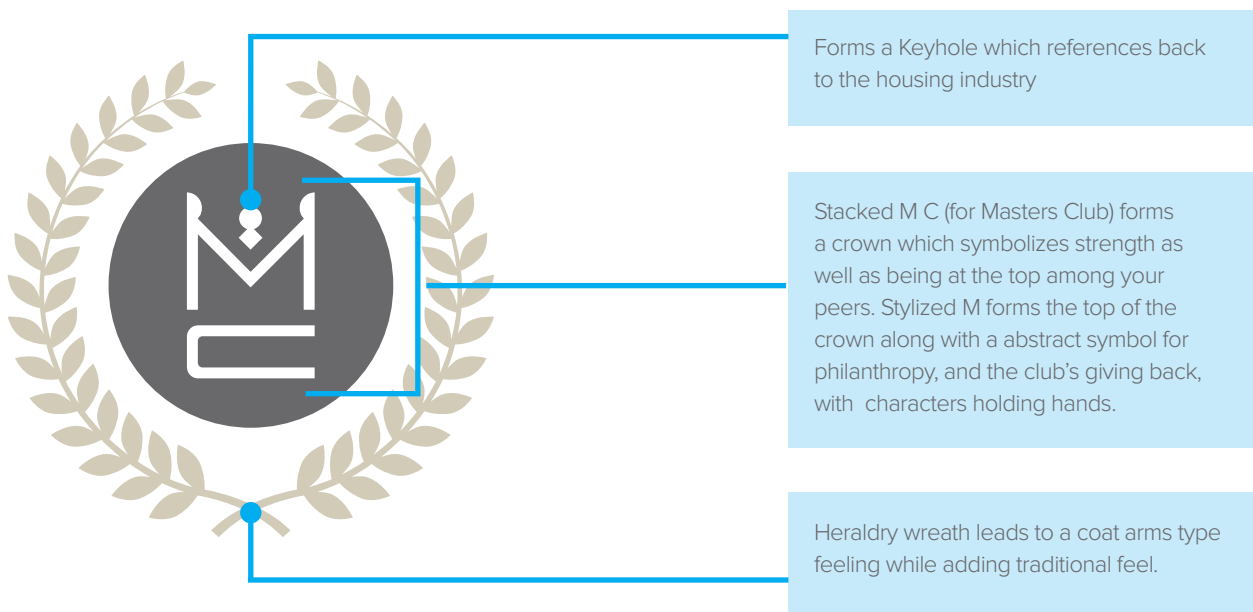 Forms a Keyhole which references back
to the housing industry
Stacked M C (for Masters Club) forms
a crown which symbolizes strength as
well as being at the top among your
peers. Stylized M forms the top of the
crown along with a abstract symbol for
philanthropy, and the club’s giving back,
with  characters holding hands.
Heraldry wreath leads to a coat arms type
feeling while adding traditional feel.
M
C